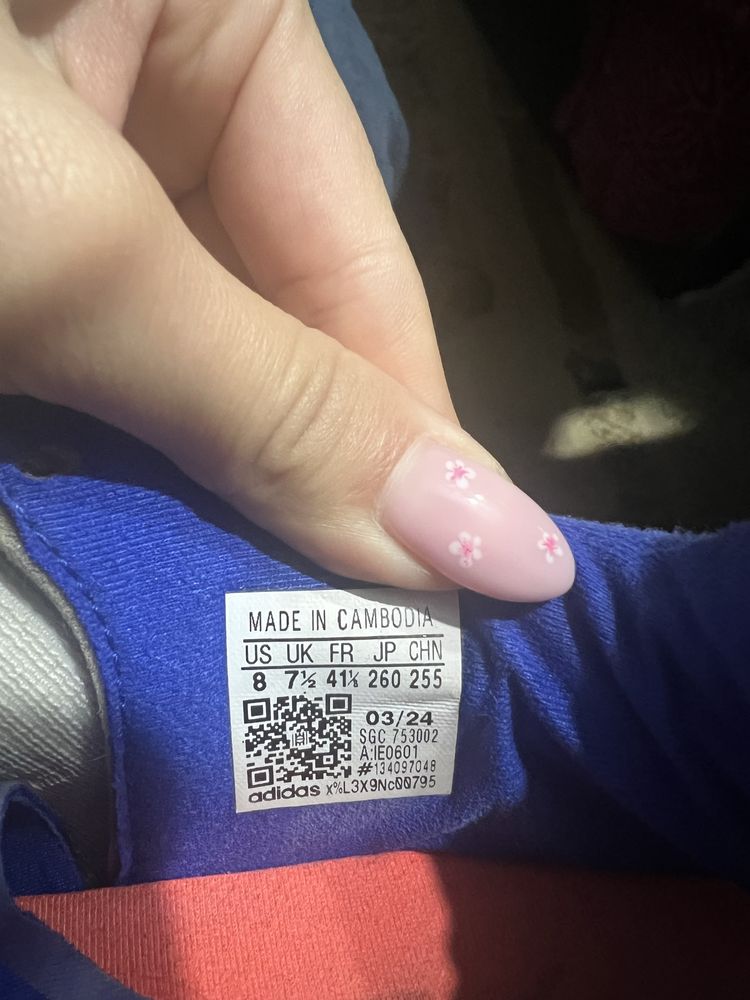 MADE IN CAMBODIA
US UK FR JP CHN
8 7½ 41⅓ 260 255
03/24
SGC 753002
A:IE0601
#134097048
adidas x%L3X9Nc00795